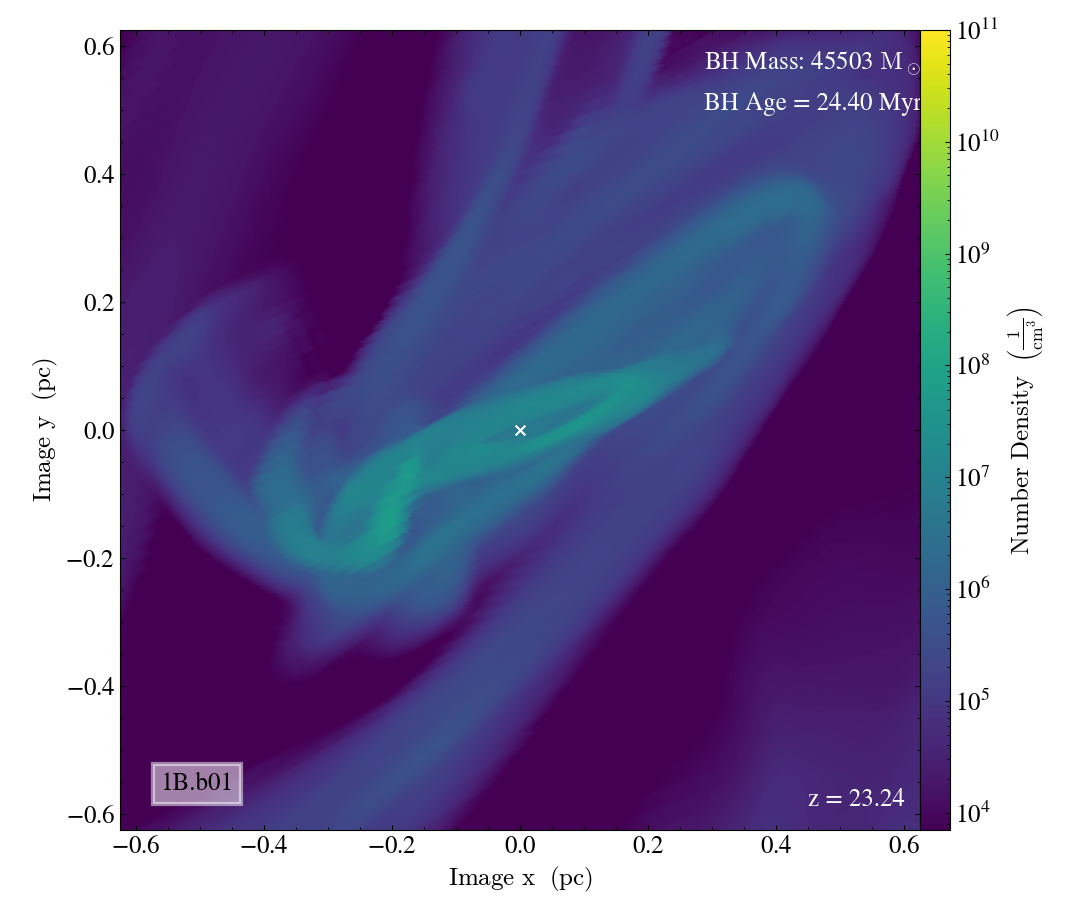 BH Mass: 45503 M⊙
BH Age = 24.40 Myr
0.6
0.4
0.2
0.0
−0.2
−0.4
−0.6
Image y (pc)
1B.b01
z = 23.24
−0.6 −0.4 −0.2 0.0 0.2 0.4 0.6
Image x (pc)
10¹¹
10¹⁰
10⁹
10⁸
10⁷
10⁶
10⁵
10⁴
Number Density (1/cm³)